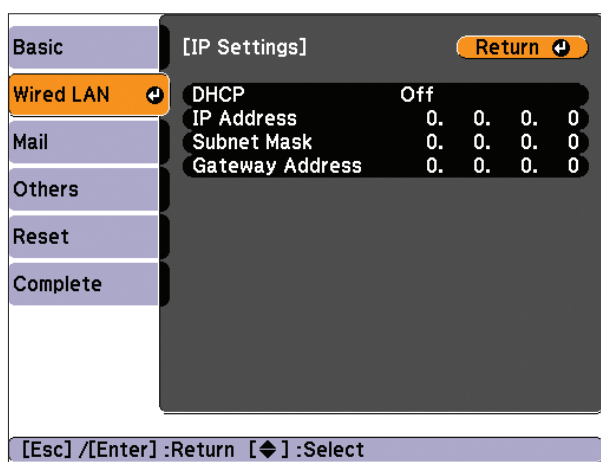 Basic
Wired LAN
Mail
Others
Reset
Complete
[IP Settings]
Return
DHCP Off
IP Address 0. 0. 0. 0
Subnet Mask 0. 0. 0. 0
Gateway Address 0. 0. 0. 0
[Esc] /[Enter] :Return [◆] :Select